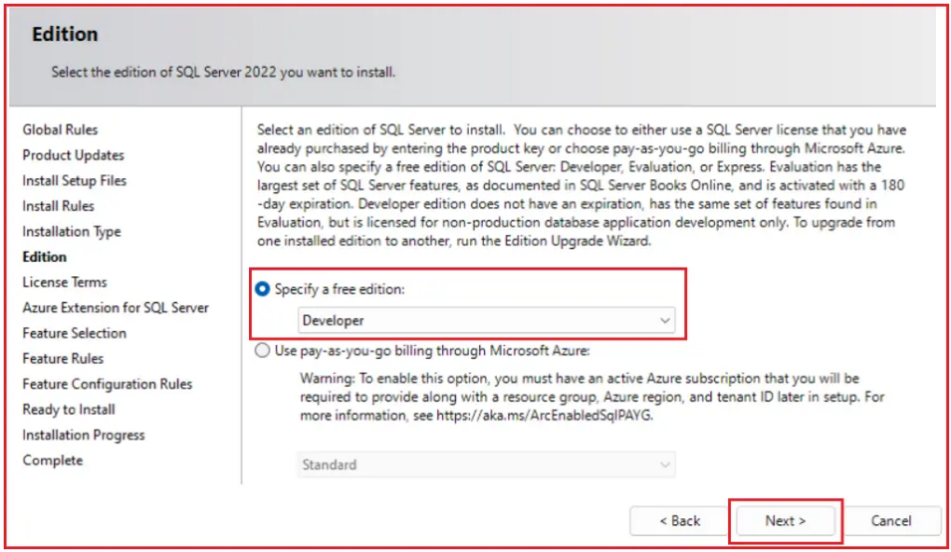 Edition
Select the edition of SQL Server 2022 you want to install.
Global Rules
Product Updates
Install Setup Files
Install Rules
Installation Type
Edition
License Terms
Azure Extension for SQL Server
Feature Selection
Feature Rules
Feature Configuration Rules
Ready to Install
Installation Progress
Complete
Select an edition of SQL Server to install. You can choose to either use a SQL Server license that you have
already purchased by entering the product key or choose pay-as-you-go billing through Microsoft Azure.
You can also specify a free edition of SQL Server: Developer, Evaluation, or Express. Evaluation has the
largest set of SQL Server features, as documented in SQL Server Books Online, and is activated with a 180
-day expiration. Developer edition does not have an expiration, has the same set of features found in
Evaluation, but is licensed for non-production database application development only. To upgrade from
one installed edition to another, run the Edition Upgrade Wizard.
Specify a free edition:
Developer
Use pay-as-you-go billing through Microsoft Azure:
Warning: To enable this option, you must have an active Azure subscription that you will be
required to provide along with a resource group, Azure region, and tenant ID later in setup. For
more information, see https://aka.ms/ArcEnabledSqlPAYG.
Standard
< Back
Next >
Cancel